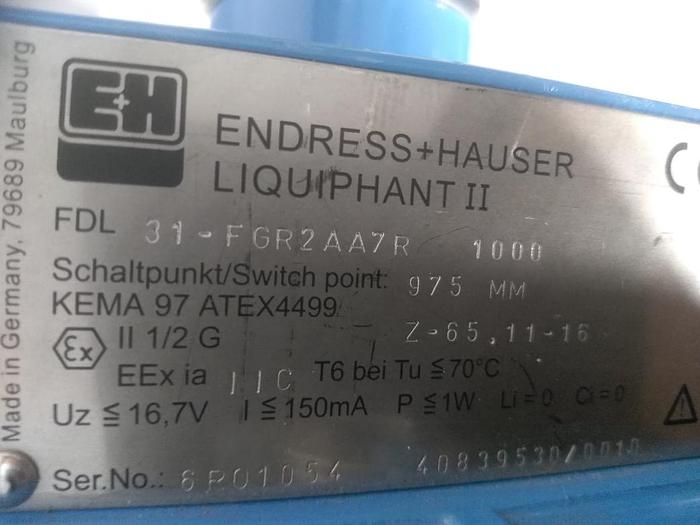 Made in Germany, 79689 Maulburg
E+H
ENDRESS+HAUSER
LIQUIPHANT II
FDL 31-FGR2AA7R 1000
Schaltpunkt/Switch point: 975 MM
KEMA 97 ATEX4499
Z-65.11-16
Ex II 1/2 G
EEx ia IIC T6 bei Tu ≦ 70°C
Uz ≦ 16,7V I ≦ 150mA P ≦ 1W Li=0 Ci=0
Ser.No.: 6R01054 40839530/0010